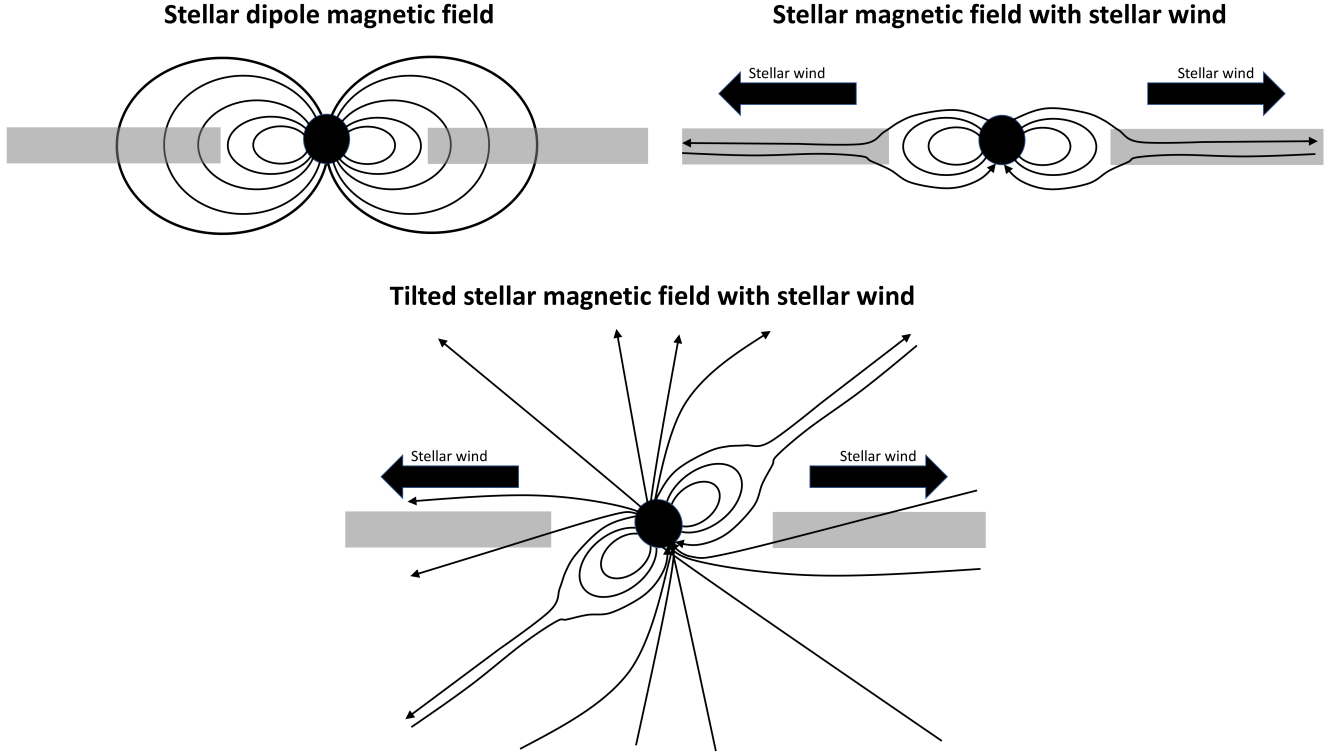 Stellar dipole magnetic field
Stellar magnetic field with stellar wind
Stellar wind
Stellar wind
Tilted stellar magnetic field with stellar wind
Stellar wind
Stellar wind